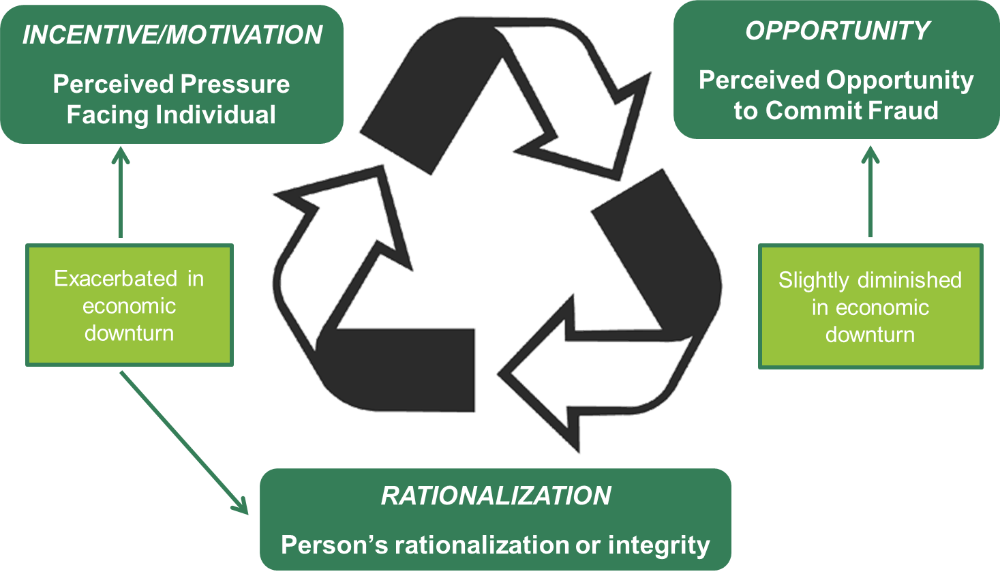 INCENTIVE/MOTIVATION
Perceived Pressure
Facing Individual
OPPORTUNITY
Perceived Opportunity
to Commit Fraud
Exacerbated in
economic
downturn
Slightly diminished
in economic
downturn
RATIONALIZATION
Person’s rationalization or integrity